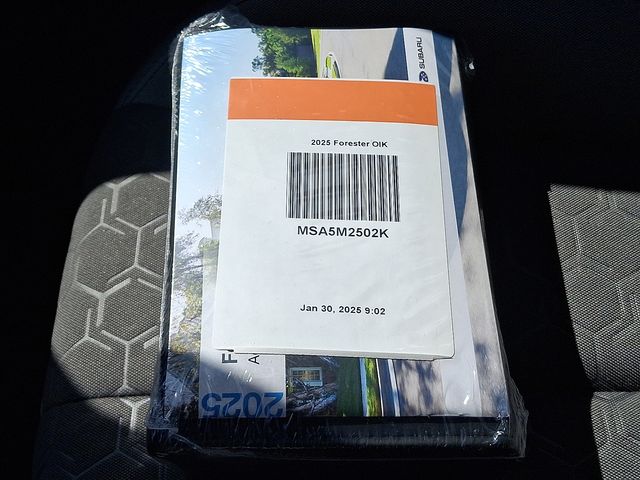 SUBARU
2025 Forester OIK
MSA5M2502K
Jan 30, 2025 9:02
2025